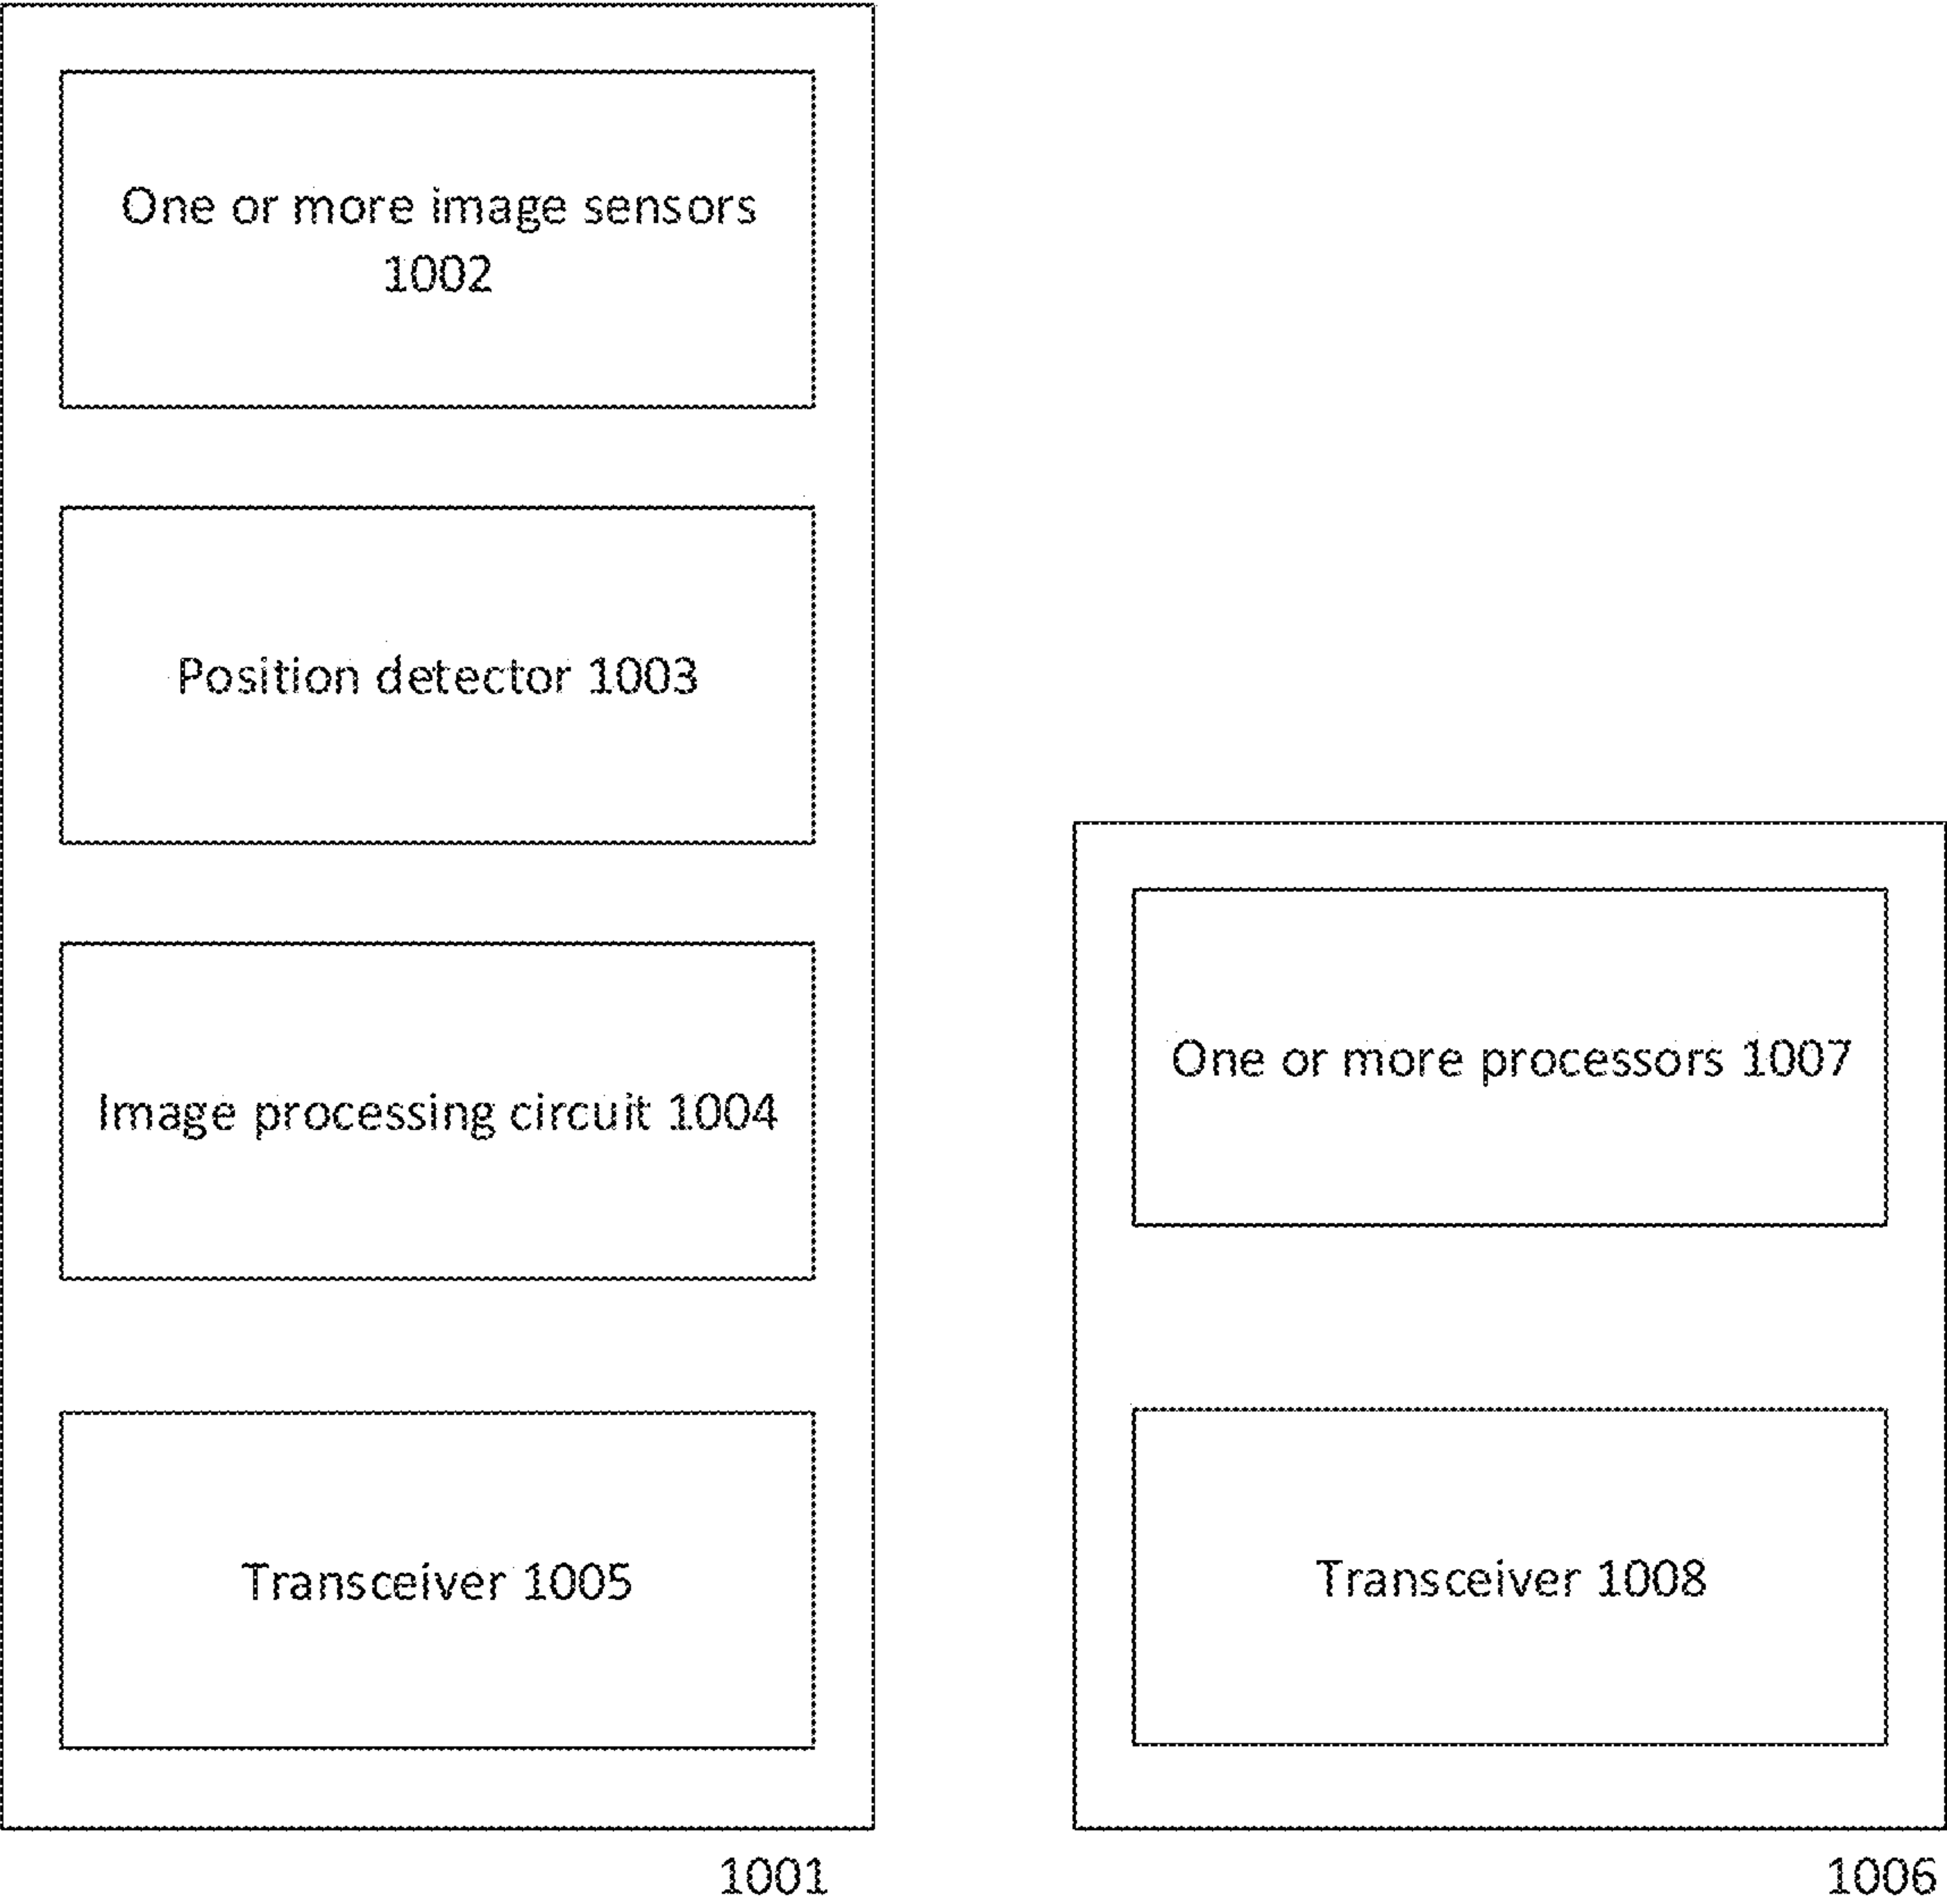 One or more image sensors
1002
Position detector 1003
Image processing circuit 1004
Transceiver 1005
1001
One or more processors 1007
Transceiver 1008
1006